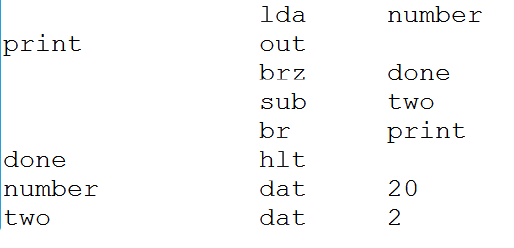 lda number
print out
brz done
sub two
br print
done hlt
number dat 20
two dat 2